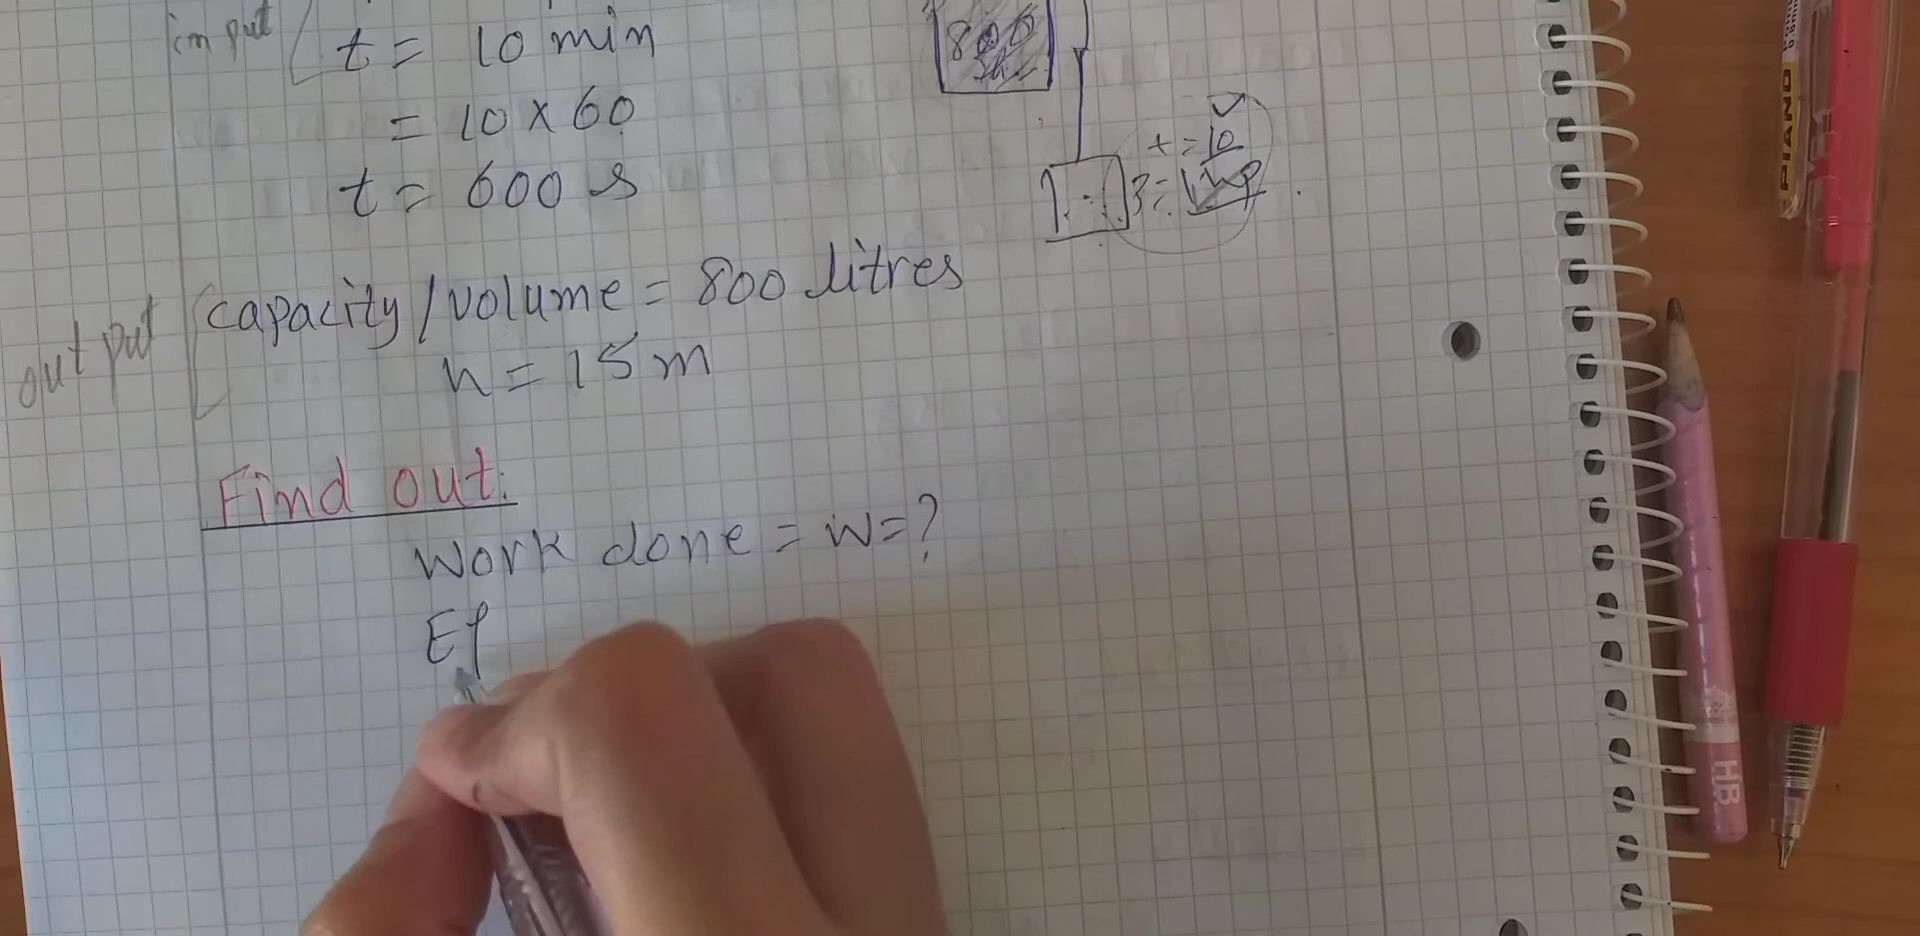 input
t = 10 min
= 10 x 60
t = 600 s
800
t = 10
capacity/volume = 800 litres
h = 15 m
output
Find out:
Work done = W = ?
Ef
PIANO
HB